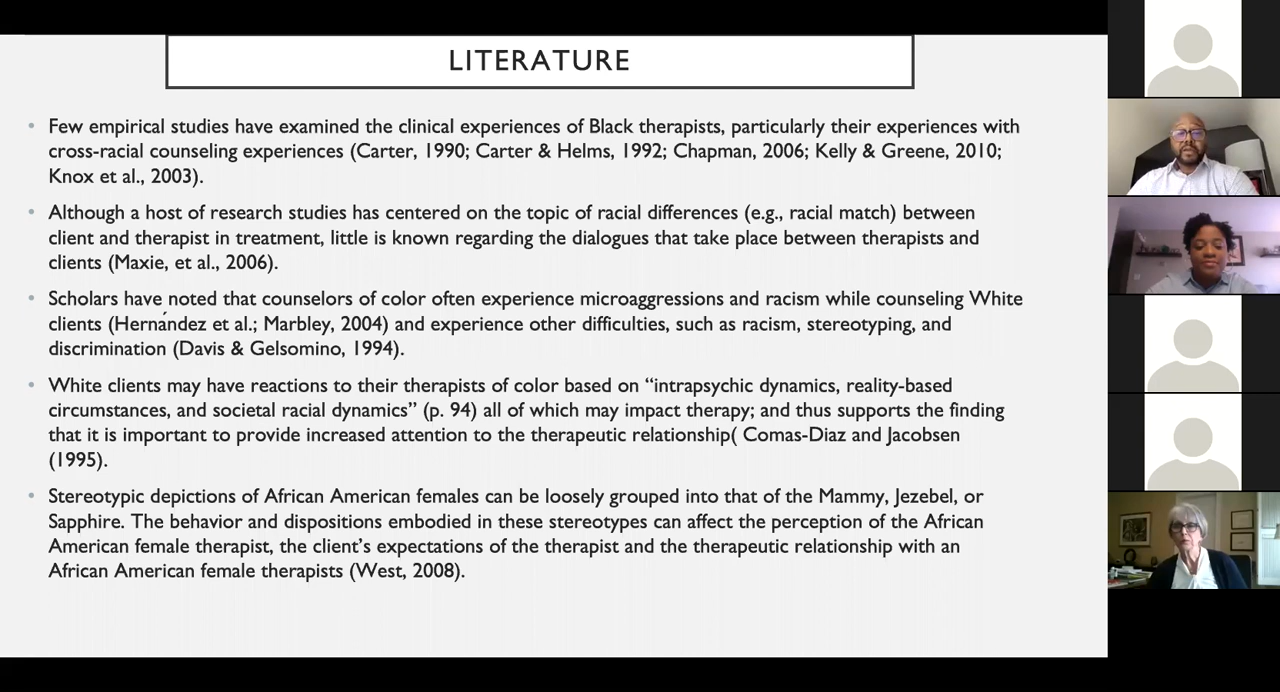 LITERATURE
Few empirical studies have examined the clinical experiences of Black therapists, particularly their experiences with
cross-racial counseling experiences (Carter, 1990; Carter & Helms, 1992; Chapman, 2006; Kelly & Greene, 2010;
Knox et al., 2003).
Although a host of research studies has centered on the topic of racial differences (e.g., racial match) between
client and therapist in treatment, little is known regarding the dialogues that take place between therapists and
clients (Maxie, et al., 2006).
Scholars have noted that counselors of color often experience microaggressions and racism while counseling White
clients (Hernández et al.; Marbley, 2004) and experience other difficulties, such as racism, stereotyping, and
discrimination (Davis & Gelsomino, 1994).
White clients may have reactions to their therapists of color based on “intrapsychic dynamics, reality-based
circumstances, and societal racial dynamics” (p. 94) all of which may impact therapy; and thus supports the finding
that it is important to provide increased attention to the therapeutic relationship( Comas-Diaz and Jacobsen
(1995).
Stereotypic depictions of African American females can be loosely grouped into that of the Mammy, Jezebel, or
Sapphire. The behavior and dispositions embodied in these stereotypes can affect the perception of the African
American female therapist, the client’s expectations of the therapist and the therapeutic relationship with an
African American female therapists (West, 2008).